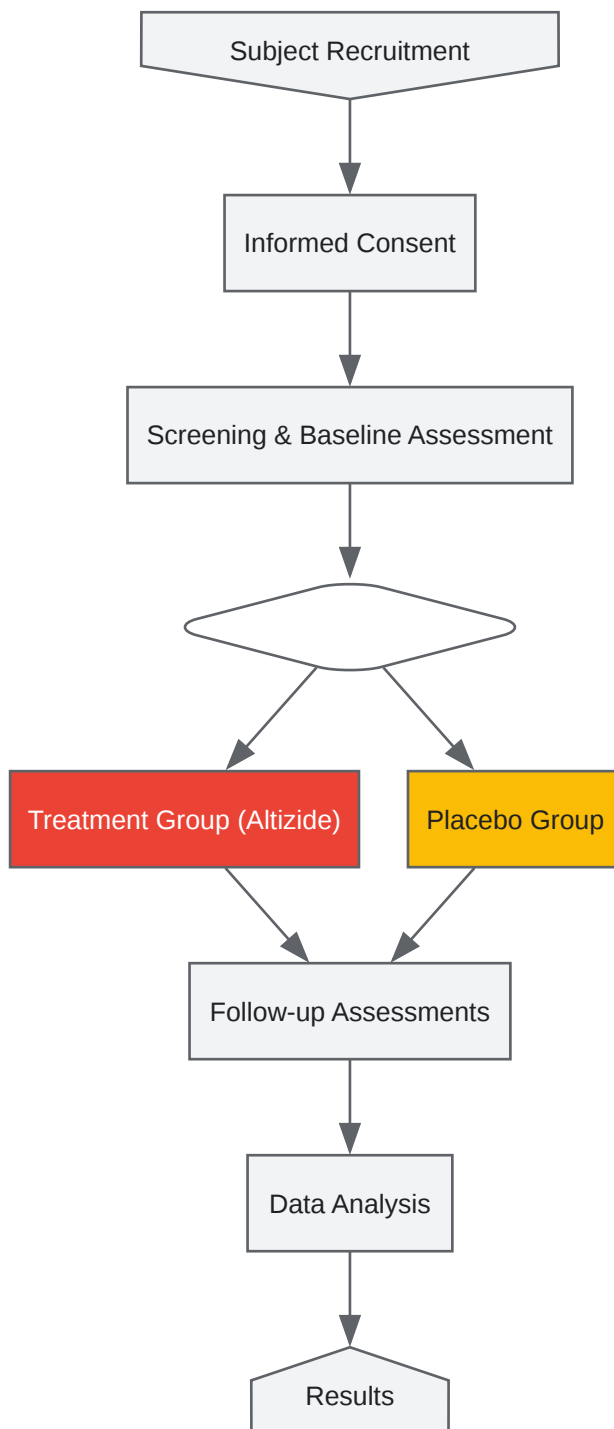 Subject Recruitment
Informed Consent
Screening & Baseline Assessment
Treatment Group (Altizide)
Placebo Group
Follow-up Assessments
Data Analysis
Results